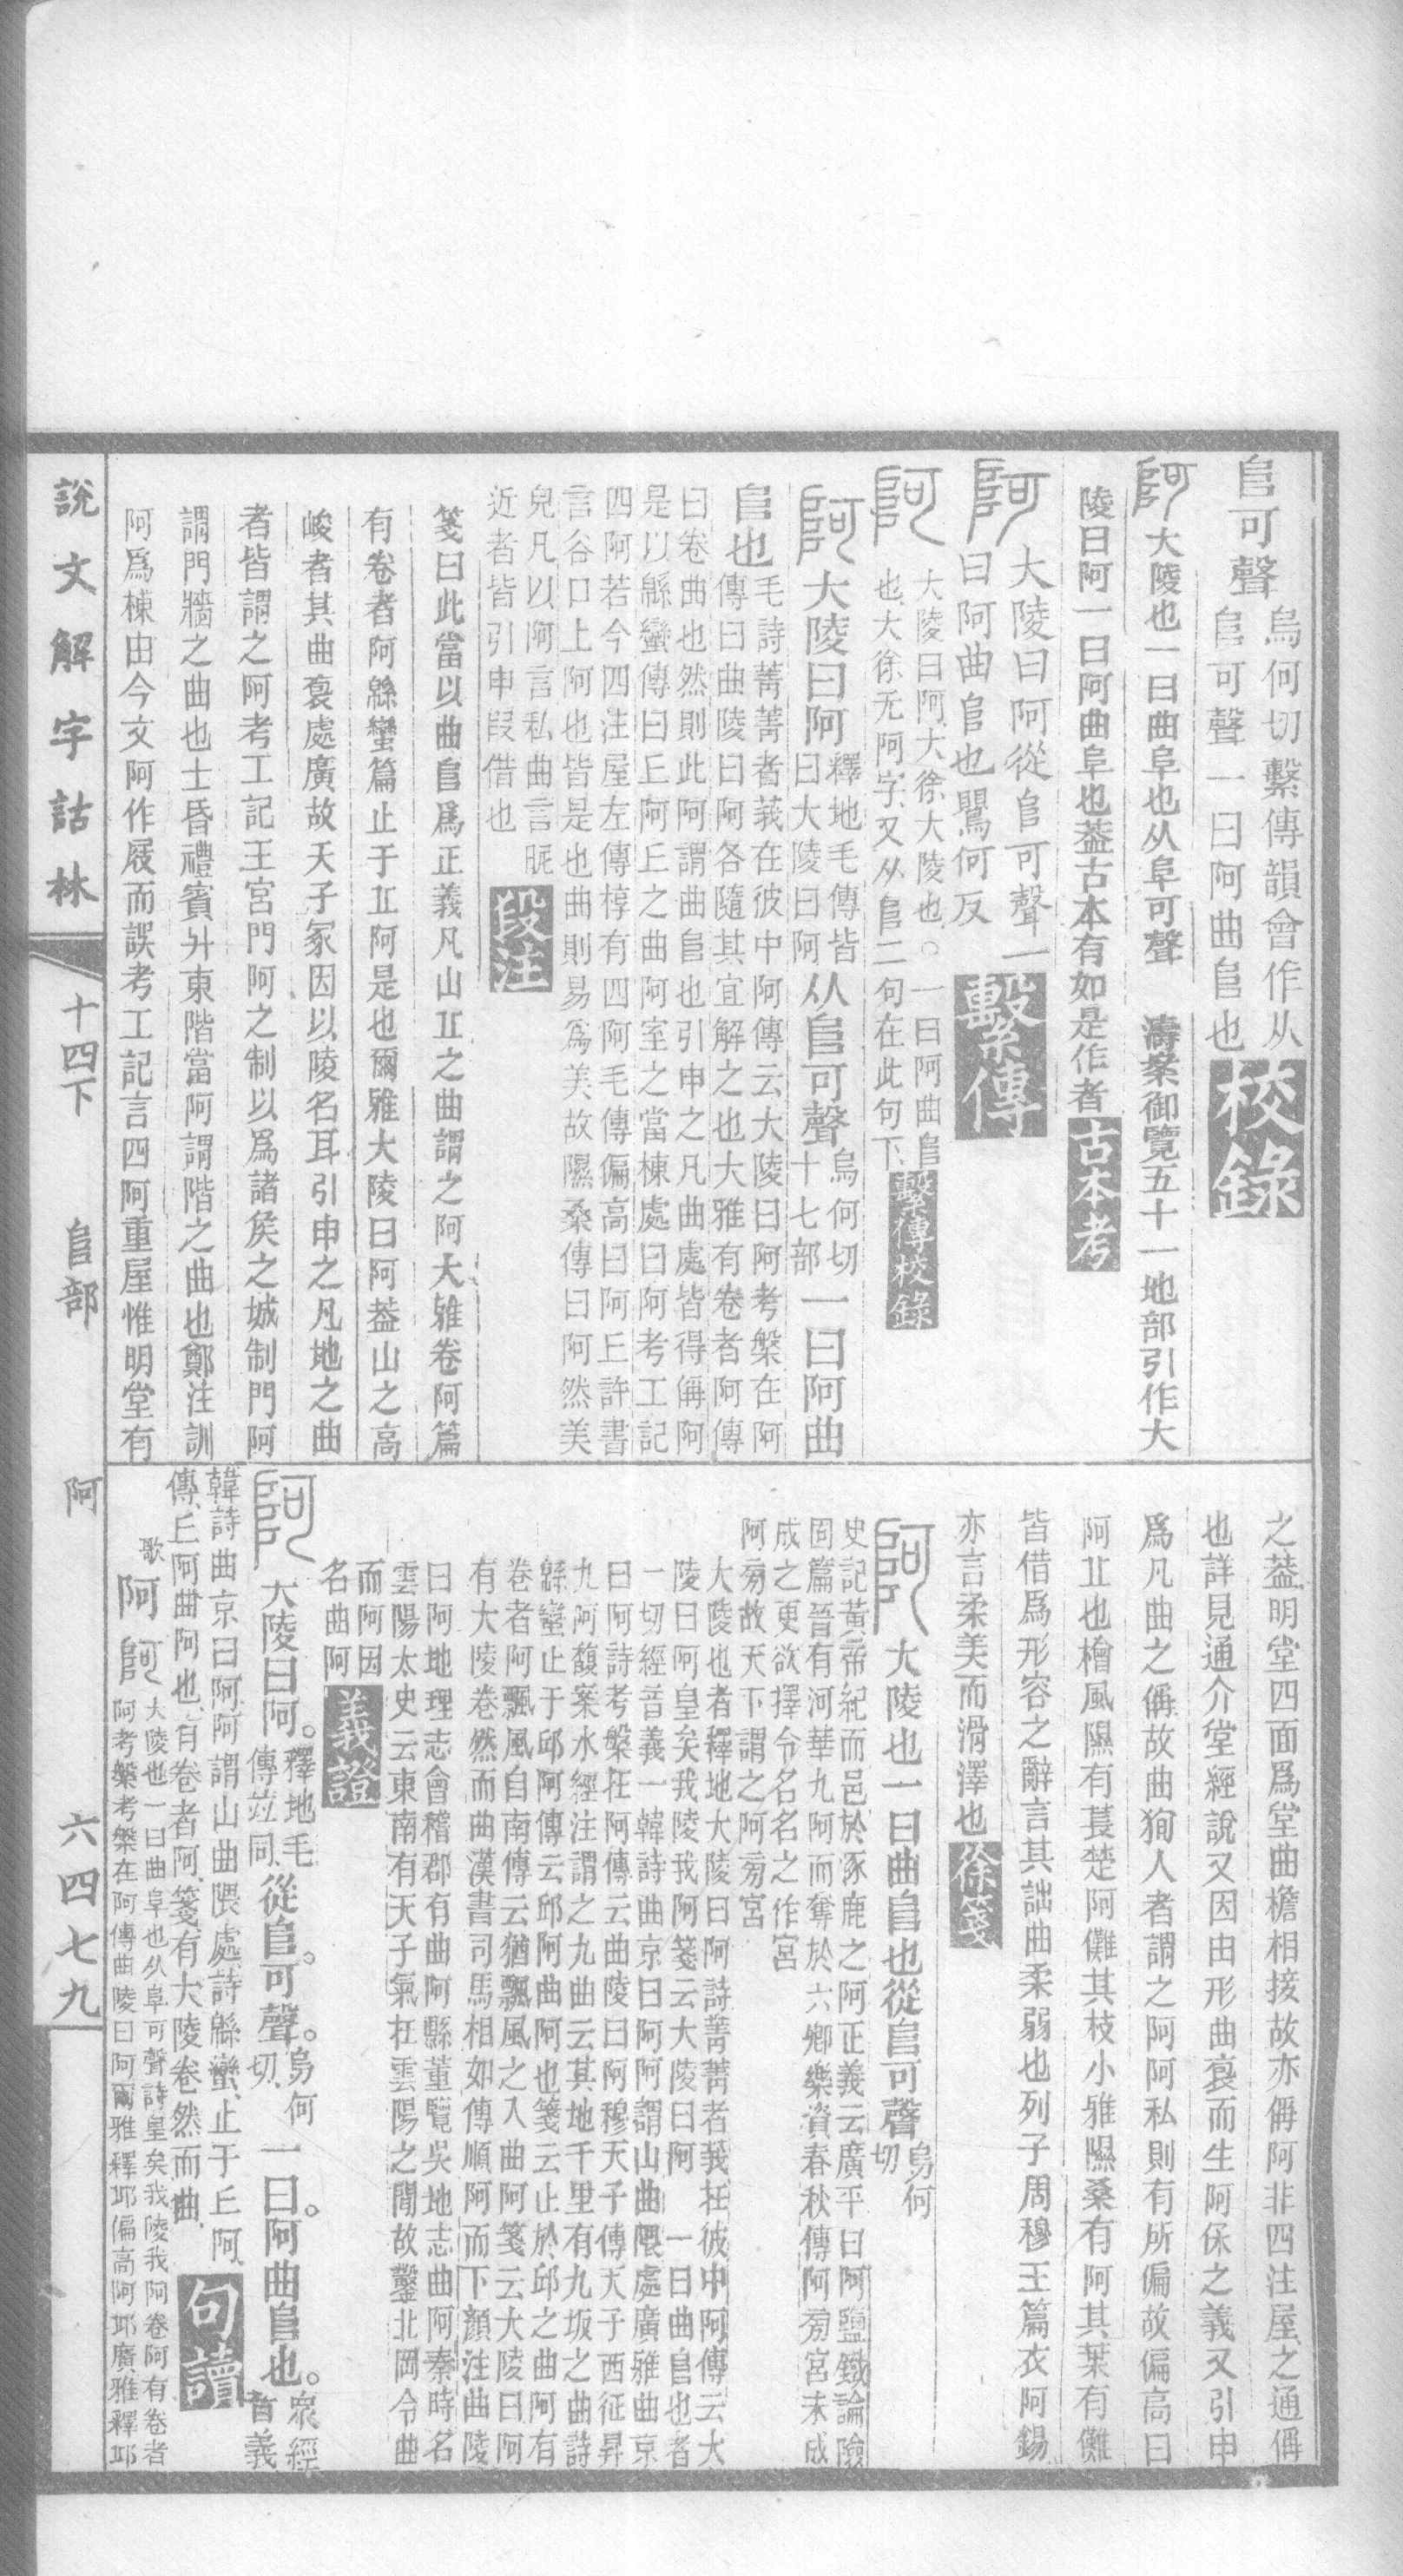 𨸏可聲
烏何切繫傳韻會作从
𨸏可聲一曰阿曲𨸏也
校錄
阿大陵也一曰曲阜也从阜可聲 濤案御覽五十一地部引作大
陵曰阿一曰阿曲阜也蓋古本有如是作者
古本考
阿大陵曰阿從𨸏可聲一
曰阿曲𨸏也鷖何反
繫傳
阿
大陵曰阿大徐大陵也○一曰阿曲𨸏
也大徐无阿字又从𨸏二句在此句下
繫傳校錄
阿大陵曰阿
釋地毛傳皆
曰大陵曰阿
从𨸏可聲
烏何切
十七部
一曰阿曲
𨸏也
毛詩菁菁者莪在彼中阿傳云大陵曰阿考槃在阿
傳曰曲陵曰阿各隨其宜解之也大雅有卷者阿傳
曰卷曲也然則此阿謂曲𨸏也引申之凡曲處皆得偁阿
是以緜蠻傳曰丘阿丘之曲阿室之當棟處曰阿考工記
四阿若今四注屋左傳椁有四阿毛傳偏高曰阿丘許書
言谷口上阿也皆是也曲則易爲美故隰桑傳曰阿然美
皃凡以阿言私曲言昵
近者皆引申叚借也
段注
箋曰此當以曲𨸏爲正義凡山丠之曲謂之阿大雅卷阿篇
有卷者阿緜蠻篇止于丠阿是也爾雅大陵曰阿蓋山之高
峻者其曲袤處廣故天子冢因以陵名耳引申之凡地之曲
者皆謂之阿考工記王宮門阿之制以爲諸矦之城制門阿
謂門牆之曲也士昏禮賓升東階當阿謂階之曲也鄭注訓
阿爲棟由今文阿作㞡而誤考工記言四阿重屋惟明堂有
之蓋明堂四面爲堂曲檐相接故亦偁阿非四注屋之通偁
也詳見通介堂經說又因由形曲袤而生阿保之義又引申
爲凡曲之偁故曲狥人者謂之阿阿私則有所偏故偏高曰
阿丠也檜風隰有萇楚阿儺其枝小雅隰桑有阿其葉有儺
皆借爲形容之辭言其詘曲柔弱也列子周穆王篇衣阿錫
亦言柔美而滑澤也
徐箋
阿大陵也一曰曲𨸏也從𨸏可聲
烏何
切
史記黃帝紀而邑於涿鹿之阿正義云廣平曰阿鹽鐵論險
固篇晉有河華九阿而奪於六卿樂資春秋傳阿㫄宮未成
成之更欲擇令名名之作宮
阿㫄故天下謂之阿㫄宮
大陵也者釋地大陵曰阿詩菁菁者莪在彼中阿傳云大
陵曰阿皇矣我陵我阿箋云大陵曰阿 一曰曲𨸏也者
一切經音義一韓詩曲京曰阿阿謂山曲隈處廣雅曲京
曰阿詩考槃在阿傳云曲陵曰阿穆天子傳天子西征昇
九阿馥案水經注謂之九曲云其地千里有九坂之曲詩
緜蠻止于邱阿傳云邱阿曲阿也箋云止於邱之曲阿有
卷者阿飄風自南傳云猶飄風之入曲阿箋云大陵曰阿
有大陵卷然而曲漢書司馬相如傳順阿而下顏注曲陵
曰阿地理志會稽郡有曲阿縣董覽吳地志曲阿秦時名
雲陽太史云東南有天子氣在雲陽之閒故鑿北岡令曲
而阿因
名曲阿
義證
阿大陵曰阿。
釋地毛
傳竝同
從𨸏。可聲。
烏何
切
一曰。阿曲𨸏也。
眾經
音義
韓詩曲京曰阿阿謂山曲隈處詩緜蠻止于丘阿
傳丘阿曲阿也有卷者阿箋有大陵卷然而曲
句讀
歌
阿
阿
大陵也一曰曲阜也从阜可聲詩皇矣我陵我阿卷阿有卷者
阿考槃考槃在阿傳曲陵曰阿爾雅釋邱偏高阿邱廣雅釋邱
說文解字詁林
十四下 𨸏部 阿 六四七九